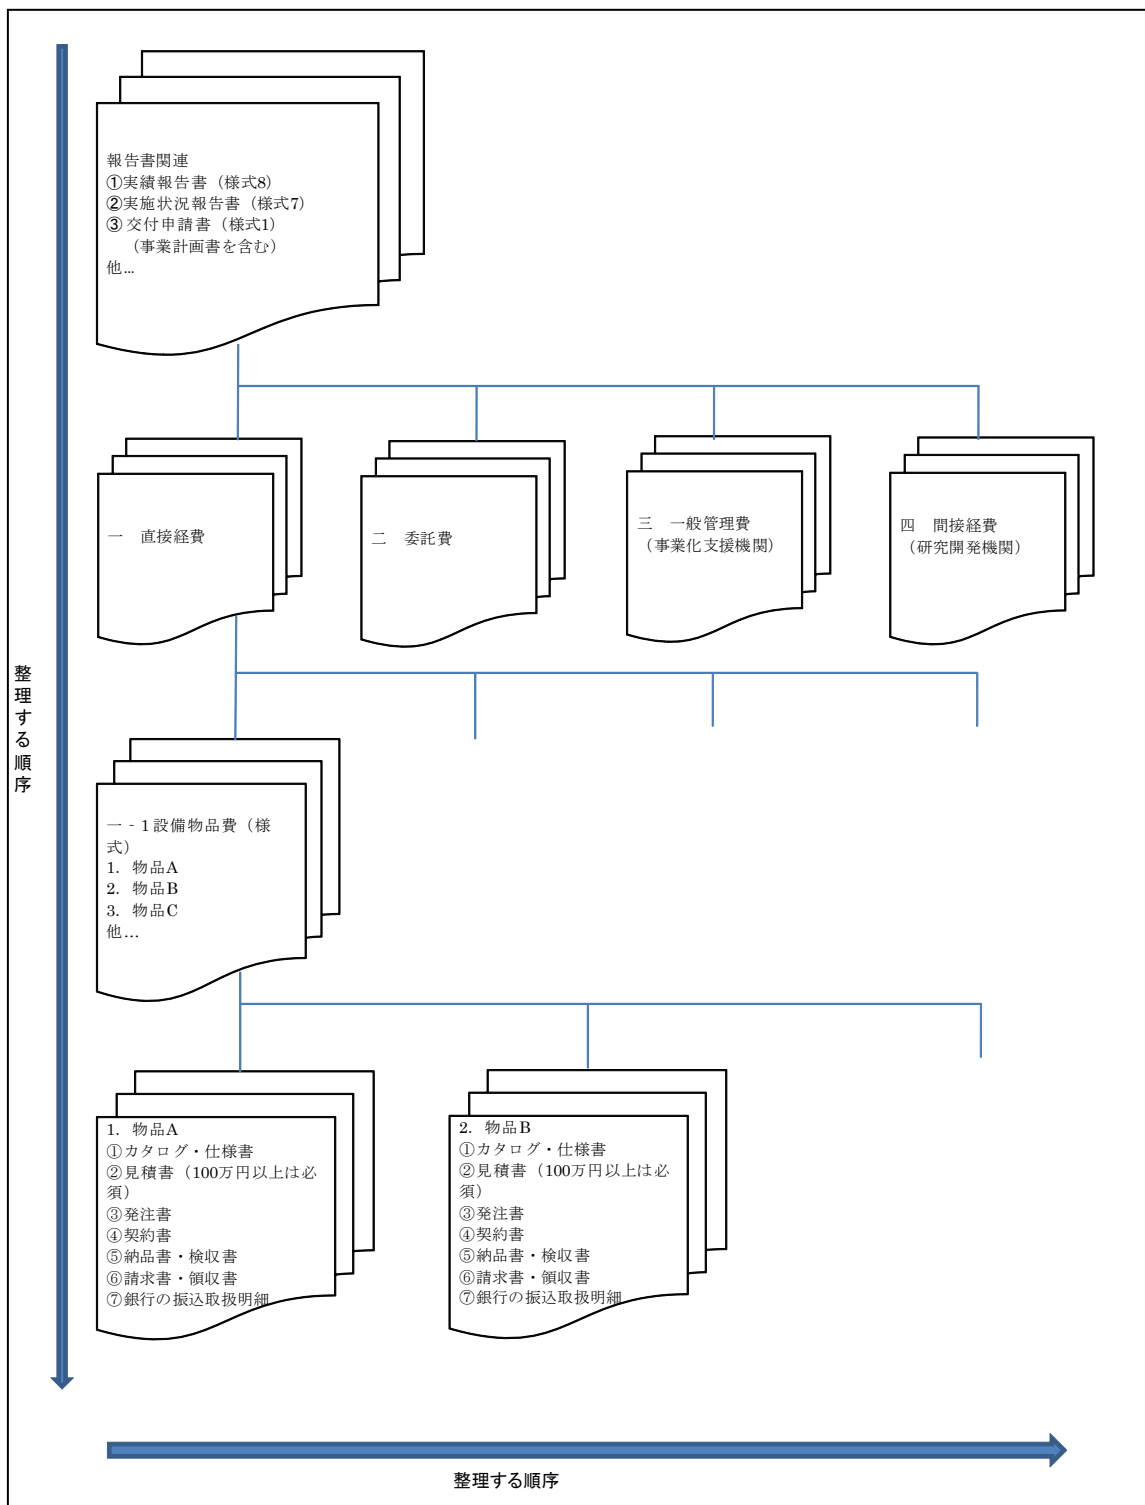 報告書関連
①実績報告書（様式8）
②実施状況報告書（様式7）
③交付申請書（様式1）
（事業計画書を含む）
他…
一　直接経費
二　委託費
三　一般管理費
（事業化支援機関）
四　間接経費
（研究開発機関）
整理する順序
一 - 1設備物品費（様
式）
1. 物品A
2. 物品B
3. 物品C
他…
1. 物品A
①カタログ・仕様書
②見積書（100万円以上は必
須）
③発注書
④契約書
⑤納品書・検収書
⑥請求書・領収書
⑦銀行の振込取扱明細
2. 物品B
①カタログ・仕様書
②見積書（100万円以上は必
須）
③発注書
④契約書
⑤納品書・検収書
⑥請求書・領収書
⑦銀行の振込取扱明細
整理する順序